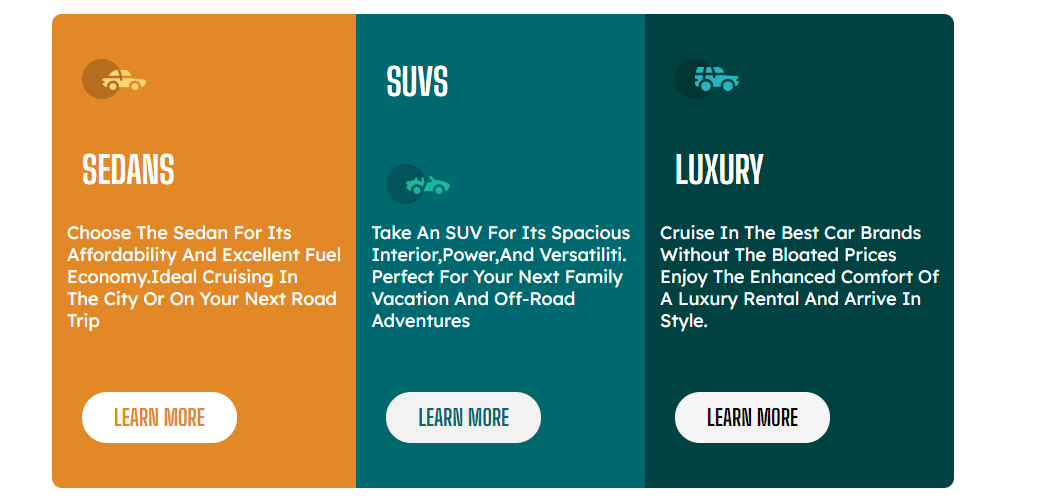 SEDANS
Choose The Sedan For Its
Affordability And Excellent Fuel
Economy.Ideal Cruising In
The City Or On Your Next Road
Trip
LEARN MORE
SUVS
Take An SUV For Its Spacious
Interior,Power,And Versatiliti.
Perfect For Your Next Family
Vacation And Off-Road
Adventures
LEARN MORE
LUXURY
Cruise In The Best Car Brands
Without The Bloated Prices
Enjoy The Enhanced Comfort Of
A Luxury Rental And Arrive In
Style.
LEARN MORE